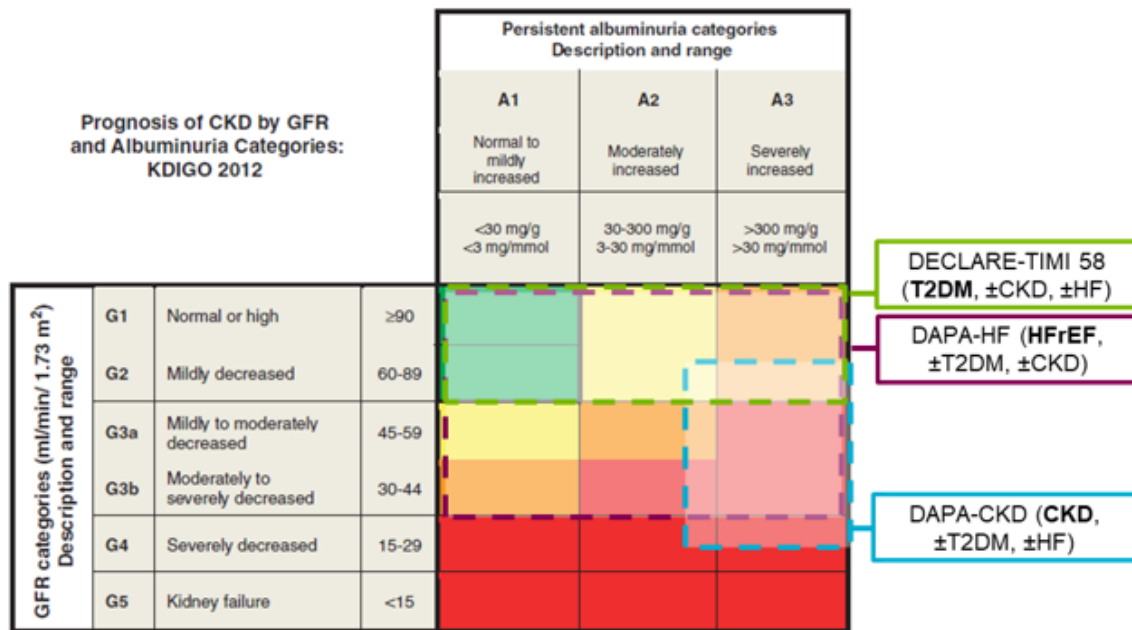 Persistent albuminuria categories
Description and range
Prognosis of CKD by GFR
and Albuminuria Categories:
KDIGO 2012
A1
A2
A3
Normal to
mildly
increased
Moderately
increased
Severely
increased
<30 mg/g
<3 mg/mmol
30-300 mg/g
3-30 mg/mmol
>300 mg/g
>30 mg/mmol
GFR categories (ml/min/ 1.73 m²)
Description and range
G1
Normal or high
≥90
G2
Mildly decreased
60-89
G3a
Mildly to moderately
decreased
45-59
G3b
Moderately to
severely decreased
30-44
G4
Severely decreased
15-29
G5
Kidney failure
<15
DECLARE-TIMI 58
(T2DM, ±CKD, ±HF)
DAPA-HF (HFrEF,
±T2DM, ±CKD)
DAPA-CKD (CKD,
±T2DM, ±HF)